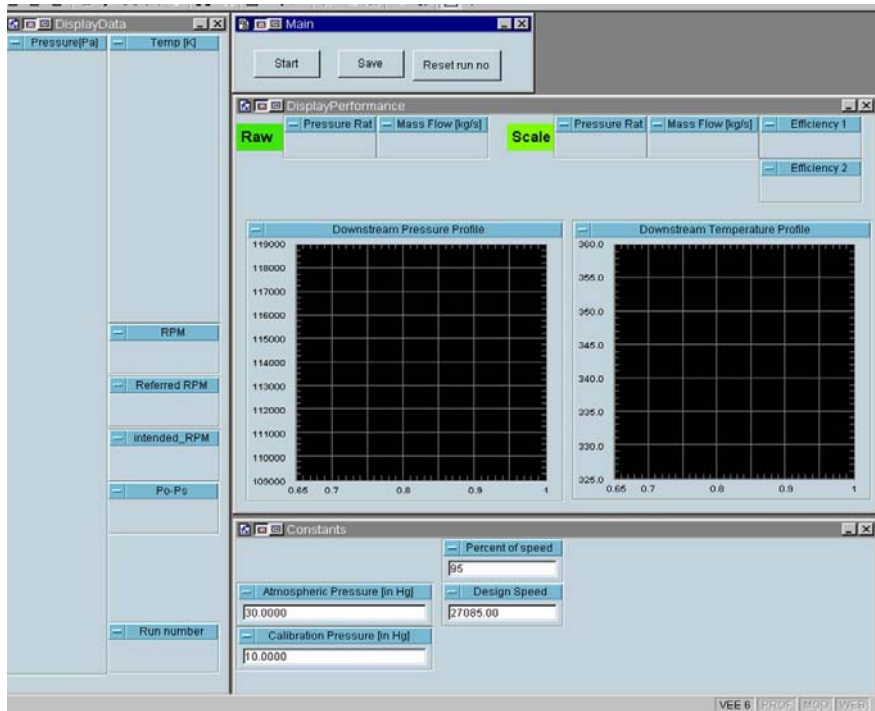 DisplayData
Pressure[Pa]
Temp [K]
RPM
Referred RPM
intended_RPM
Po-Ps
Run number
Main
Start
Save
Reset run no
DisplayPerformance
Raw
Pressure Rat
Mass Flow [kg/s]
Scale
Pressure Rat
Mass Flow [kg/s]
Efficiency 1
Efficiency 2
Downstream Pressure Profile
119000
118000
117000
116000
115000
114000
113000
112000
111000
110000
109000
0.65 0.7 0.8 0.9 1
Downstream Temperature Profile
360.0
355.0
350.0
345.0
340.0
335.0
330.0
325.0
0.65 0.7 0.8 0.9 1
Constants
Percent of speed
95
Atmospheric Pressure [in Hg]
30.0000
Design Speed
27085.00
Calibration Pressure [in Hg]
10.0000
VEE 6 PROF MOD WEB